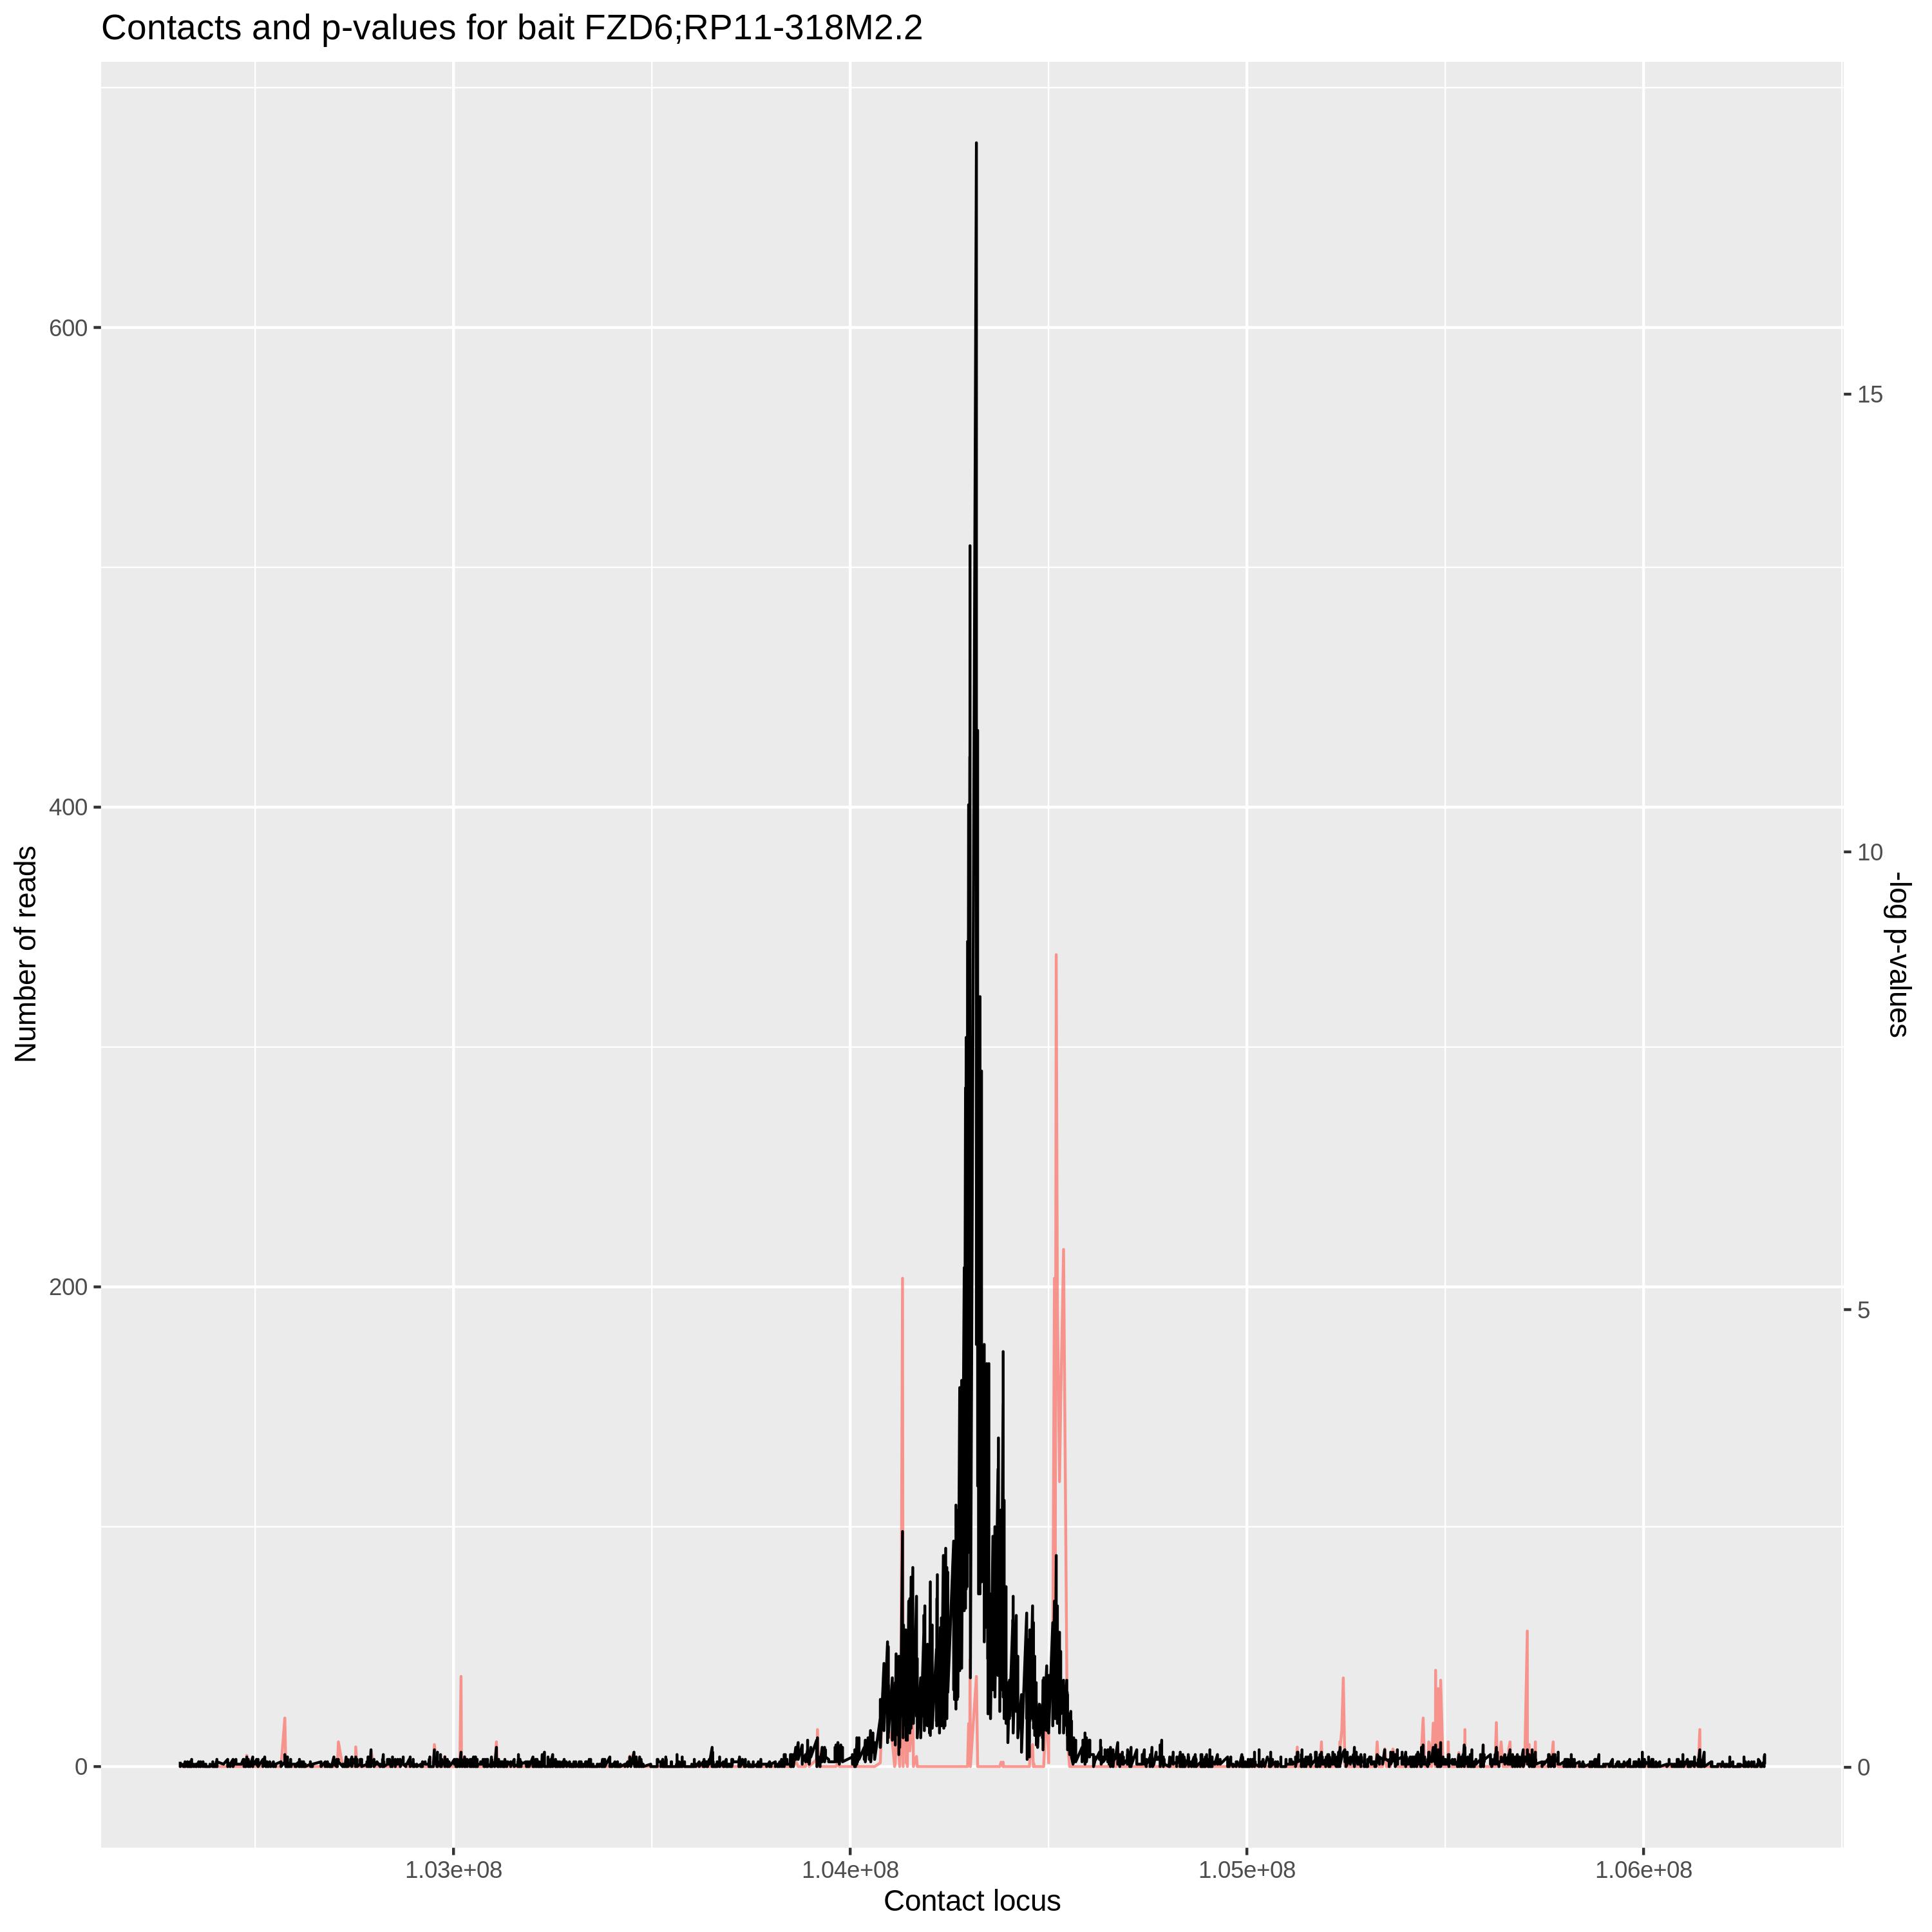 Contacts and p-values for bait FZD6;RP11-318M2.2
Number of reads
600
400
200
0
15
10
5
0
-log p-values
1.03e+08
1.04e+08
1.05e+08
1.06e+08
Contact locus